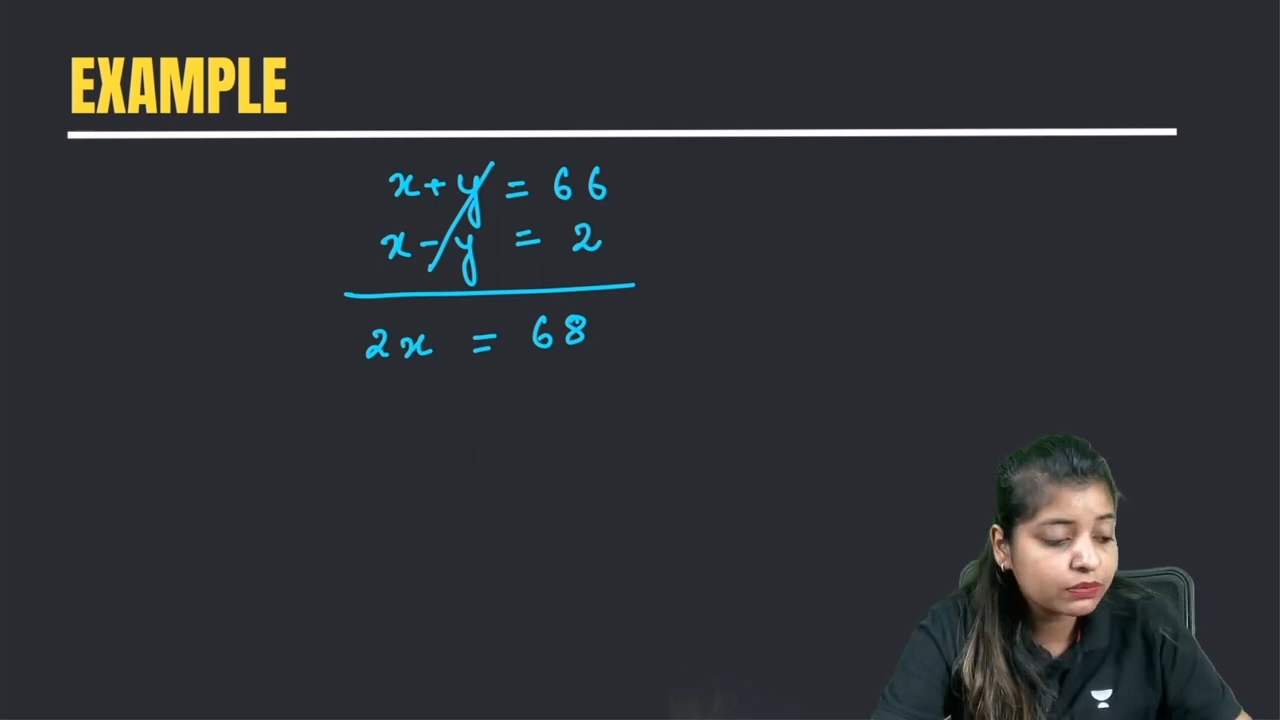 EXAMPLE
x + y = 66
x - y = 2
2x = 68